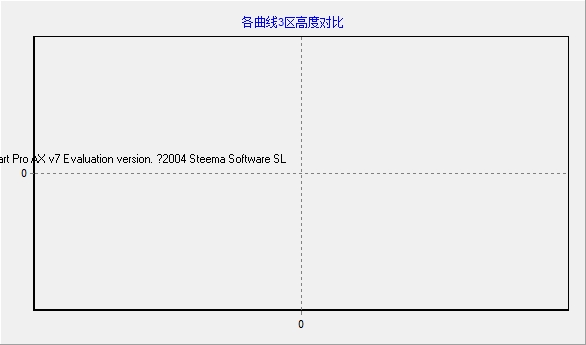 各曲线3区高度对比
art Pro AX v7 Evaluation version. ?2004 Steema Software SL
0
0